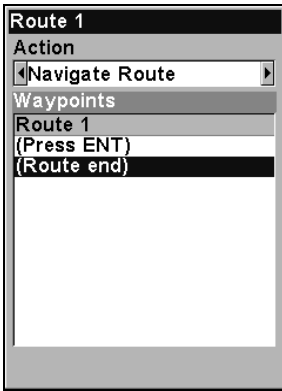 Route 1
Action
Navigate Route
Waypoints
Route 1
(Press ENT)
(Route end)